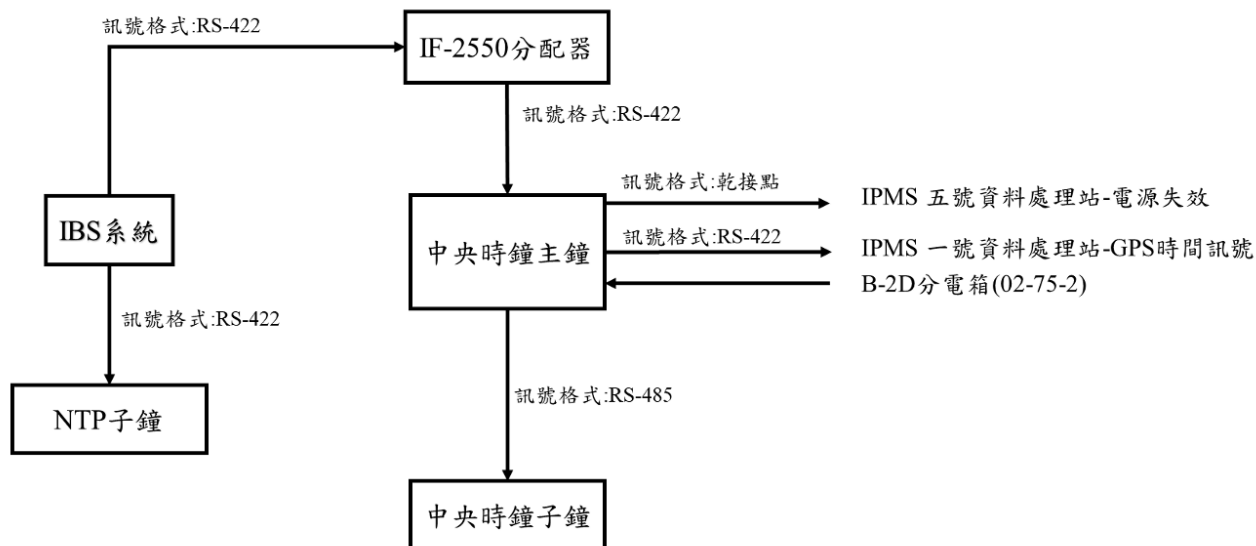 訊號格式:RS-422
IF-2550分配器
訊號格式:RS-422
訊號格式:乾接點
IPMS 五號資料處理站-電源失效
IBS系統
中央時鐘主鐘
訊號格式:RS-422
IPMS 一號資料處理站-GPS時間訊號
B-2D分電箱(02-75-2)
訊號格式:RS-422
訊號格式:RS-485
NTP子鐘
中央時鐘子鐘